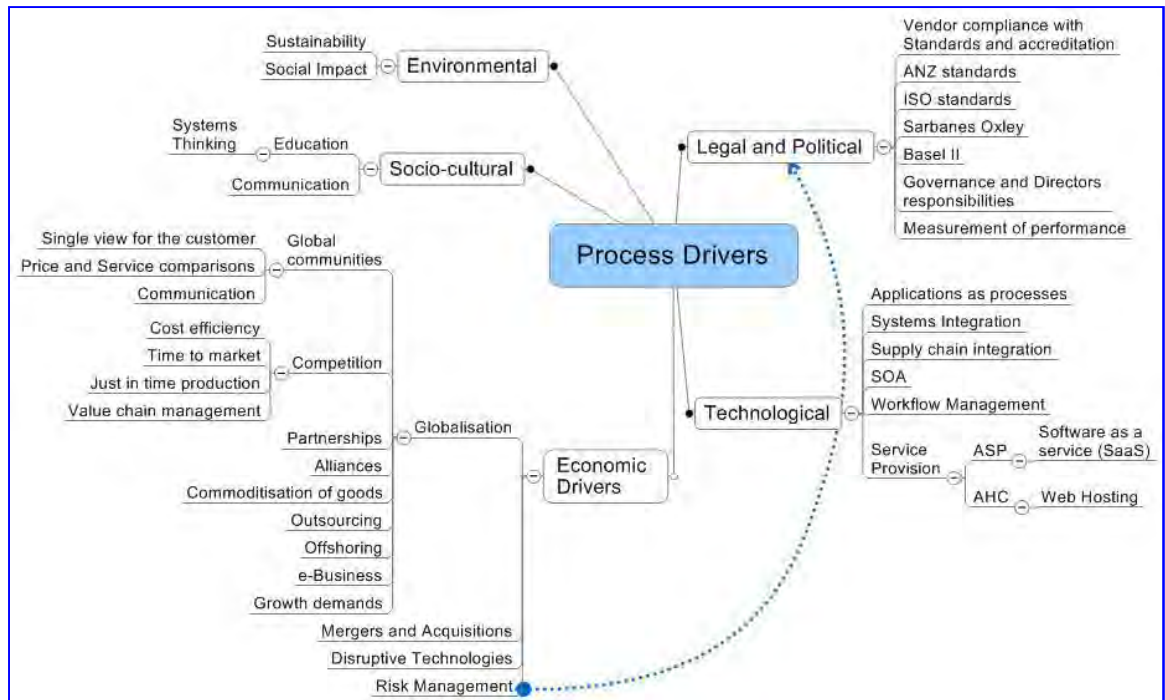 Process Drivers
Environmental
Sustainability
Social Impact
Socio-cultural
Education
Systems
Thinking
Communication
Economic
Drivers
Globalisation
Global
communities
Single view for the customer
Price and Service comparisons
Communication
Competition
Cost efficiency
Time to market
Just in time production
Value chain management
Partnerships
Alliances
Commoditisation of goods
Outsourcing
Offshoring
e-Business
Growth demands
Mergers and Acquisitions
Disruptive Technologies
Risk Management
Legal and Political
Vendor compliance with
Standards and accreditation
ANZ standards
ISO standards
Sarbanes Oxley
Basel II
Governance and Directors
responsibilities
Measurement of performance
Technological
Applications as processes
Systems Integration
Supply chain integration
SOA
Workflow Management
Service
Provision
ASP
Software as a
service (SaaS)
AHC
Web Hosting